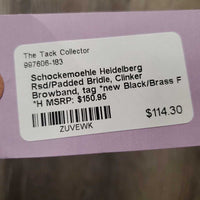 The Tack Collector
997606-183
Schockemoehle Heidelberg
Rsd/Padded Bridle, Clinker
Browband, tag *new Black/Brass F
*H MSRP: $150.95
$114.30
ZUVEWK